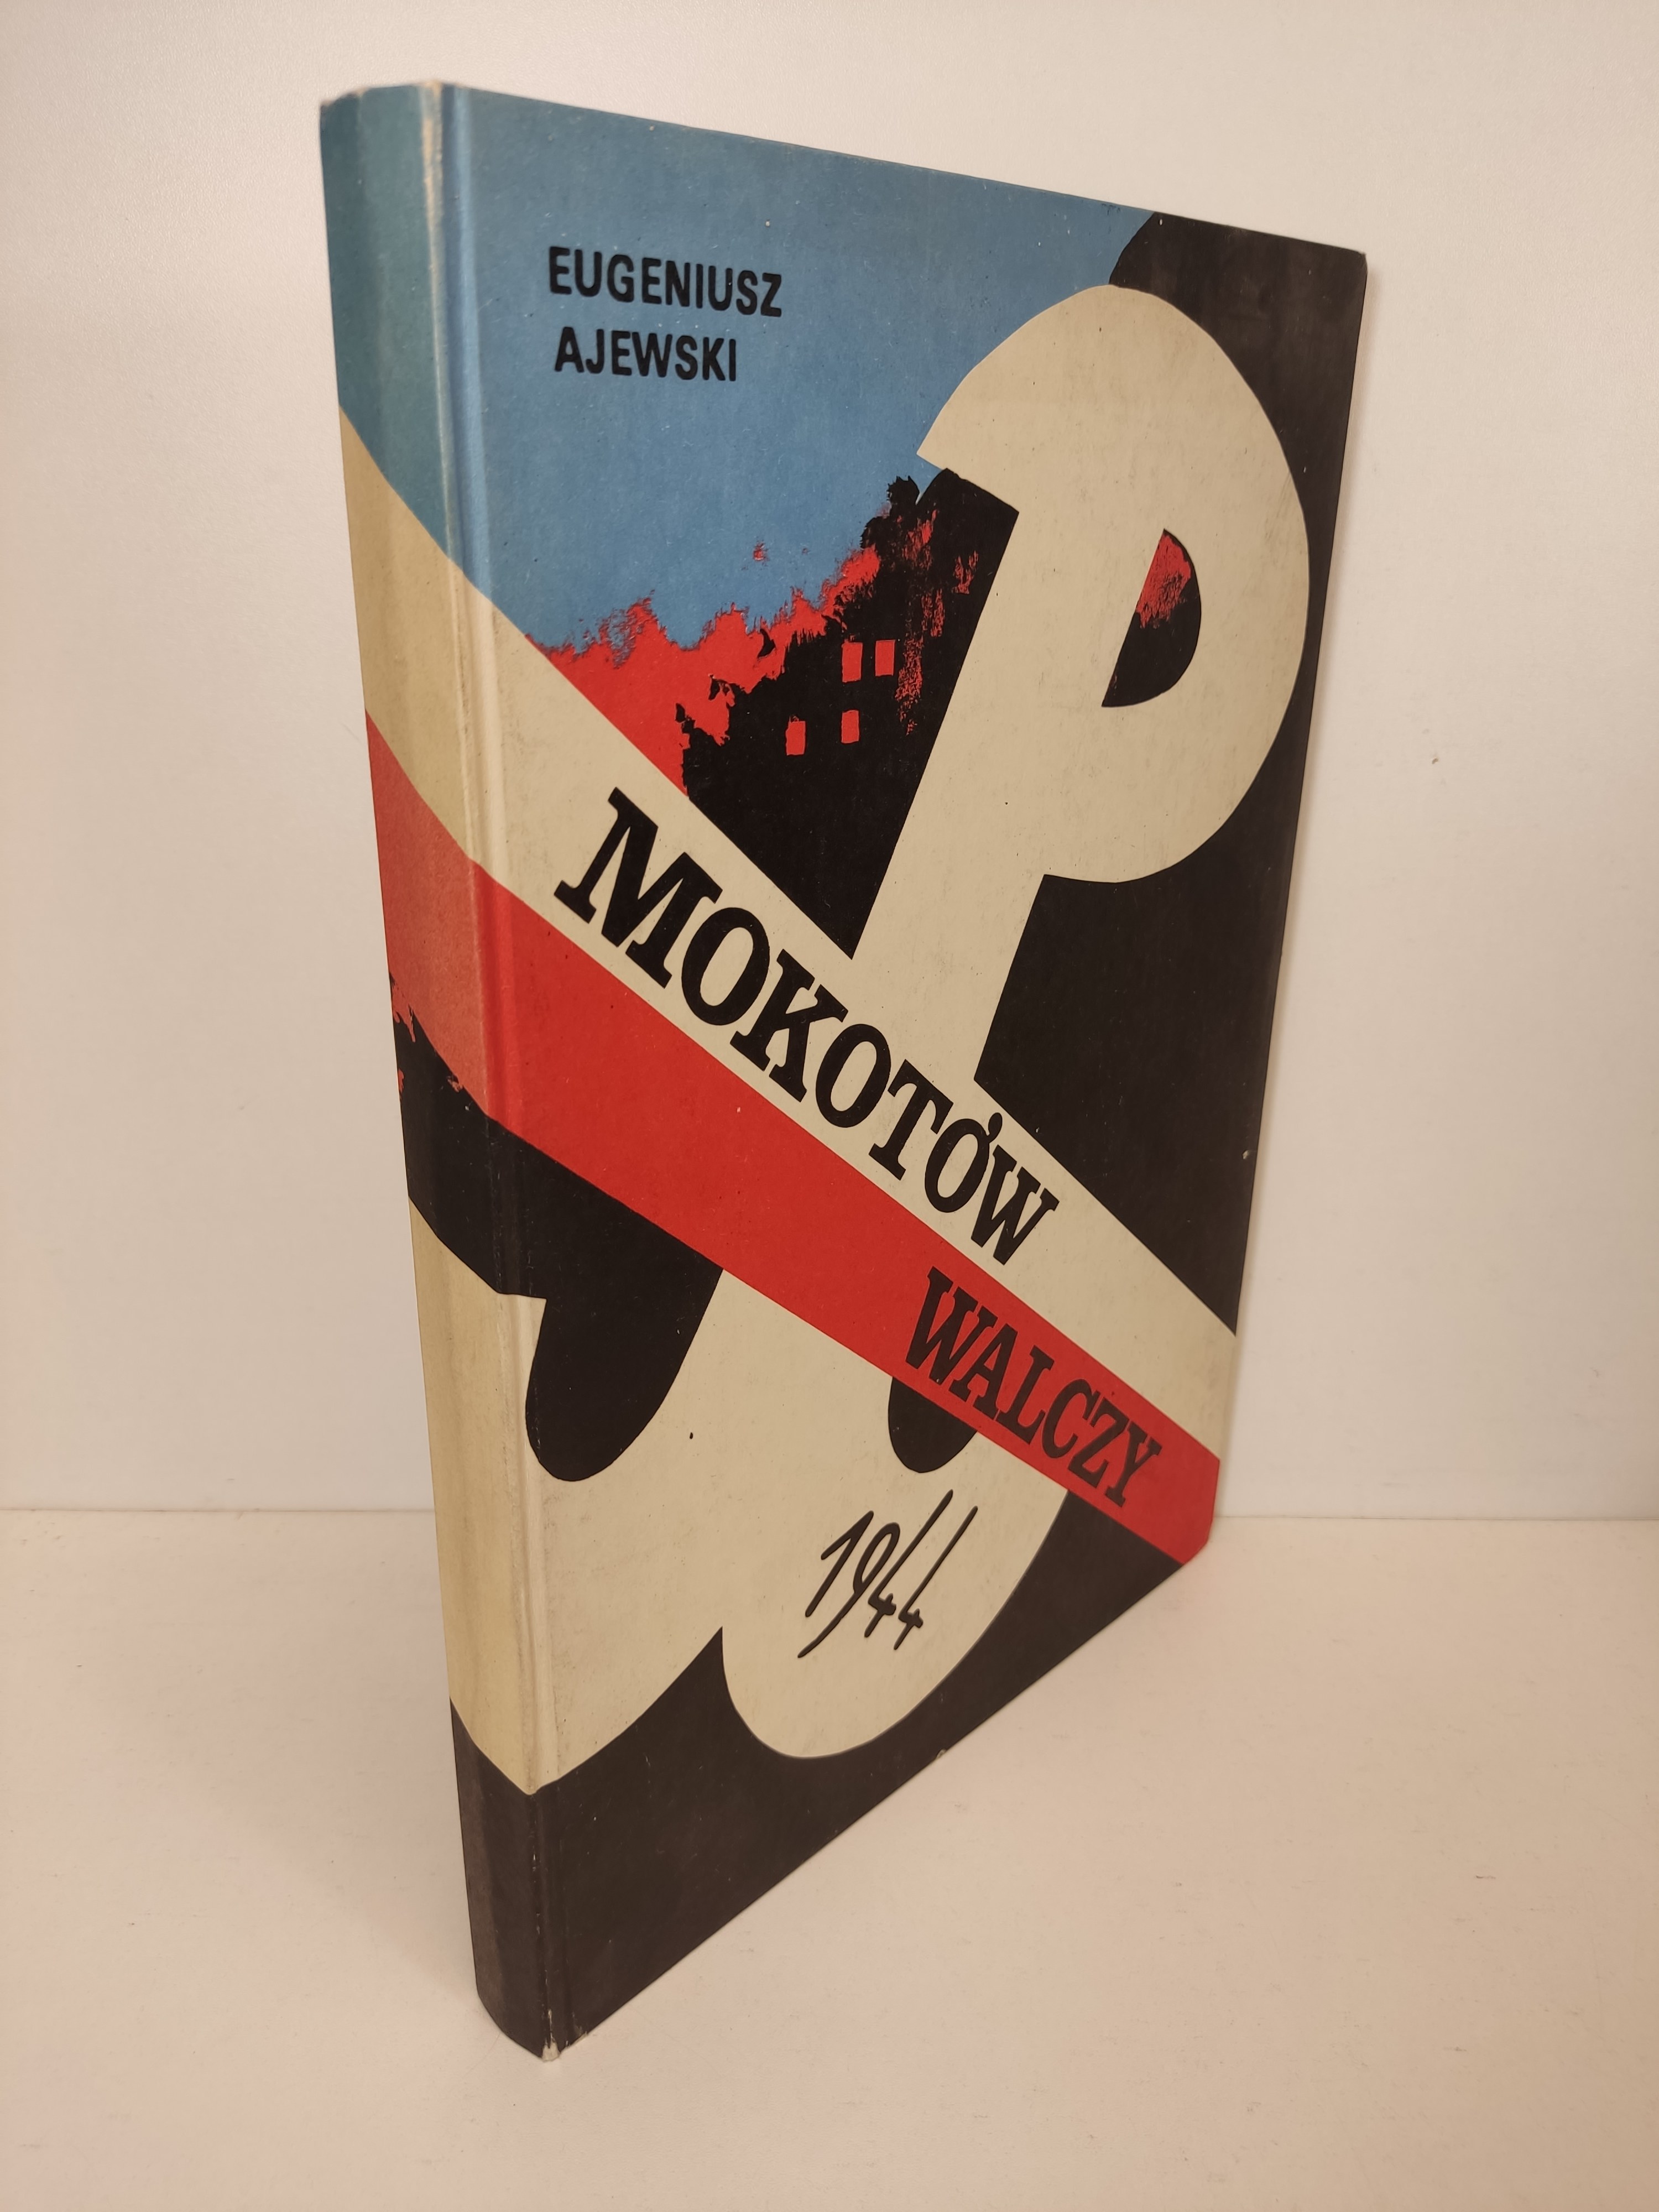 EUGENIUSZ
AJEWSKI
P
MOKOTÓW
WALCZY
1944